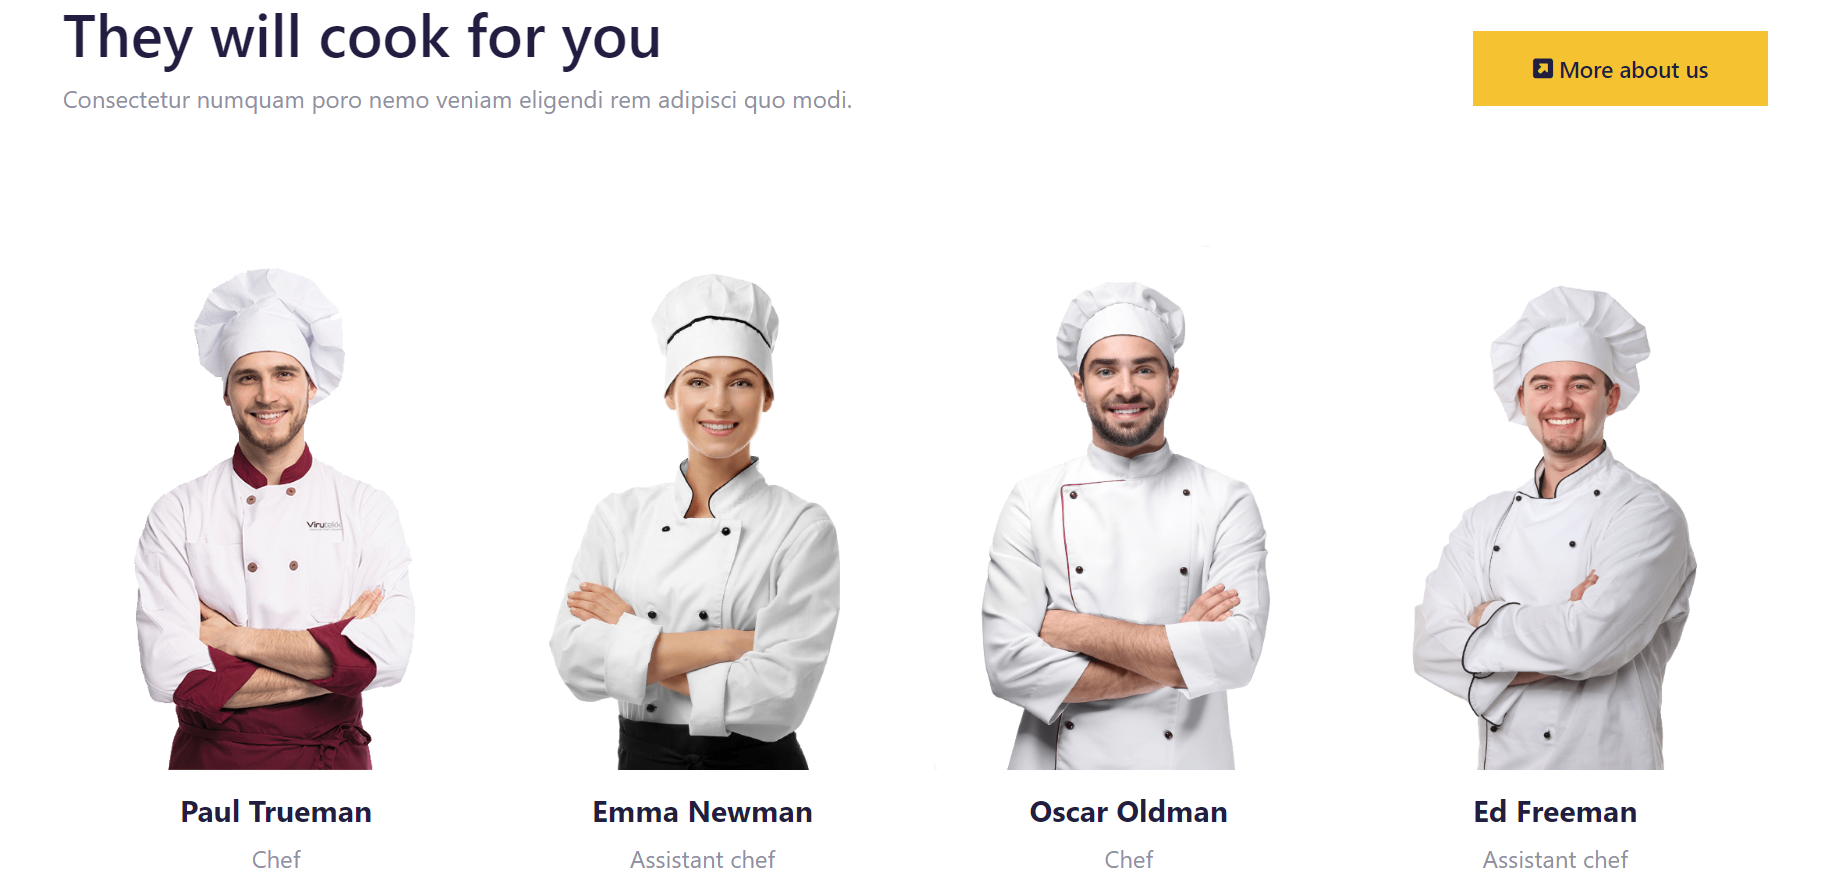 They will cook for you
Consectetur numquam poro nemo veniam eligendi rem adipisci quo modi.
More about us
Virutekk
Paul Trueman
Emma Newman
Oscar Oldman
Ed Freeman
Chef
Assistant chef
Chef
Assistant chef